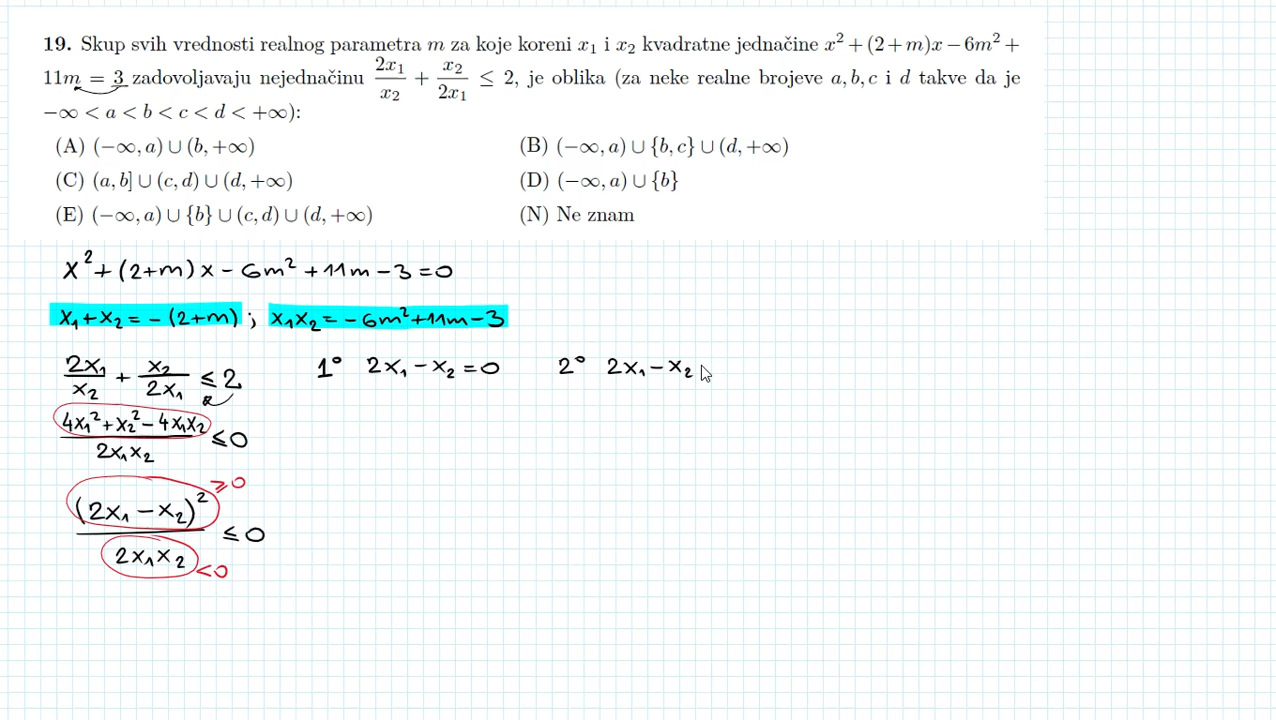 19. Skup svih vrednosti realnog parametra m za koje koreni x₁ i x₂ kvadratne jednačine x² + (2+m)x − 6m² +
11m = 3 zadovoljavaju nejednačinu 2x₁/x₂ + x₂/2x₁ ≤ 2, je oblika (za neke realne brojeve a, b, c i d takve da je
−∞ < a < b < c < d < +∞):
(A) (−∞, a) ∪ (b, +∞)
(B) (−∞, a) ∪ {b, c} ∪ (d, +∞)
(C) (a, b] ∪ (c, d) ∪ (d, +∞)
(D) (−∞, a) ∪ {b}
(E) (−∞, a) ∪ {b} ∪ (c, d) ∪ (d, +∞)
(N) Ne znam
x² + (2+m)x − 6m² + 11m − 3 = 0
x₁ + x₂ = −(2+m) ; x₁x₂ = −6m² + 11m − 3
2x₁/x₂ + x₂/2x₁ ≤ 2
1° 2x₁ − x₂ = 0
2° 2x₁ − x₂
(4x₁² + x₂² − 4x₁x₂)/2x₁x₂ ≤ 0
≥ 0
(2x₁ − x₂)²/2x₁x₂ ≤ 0
< 0